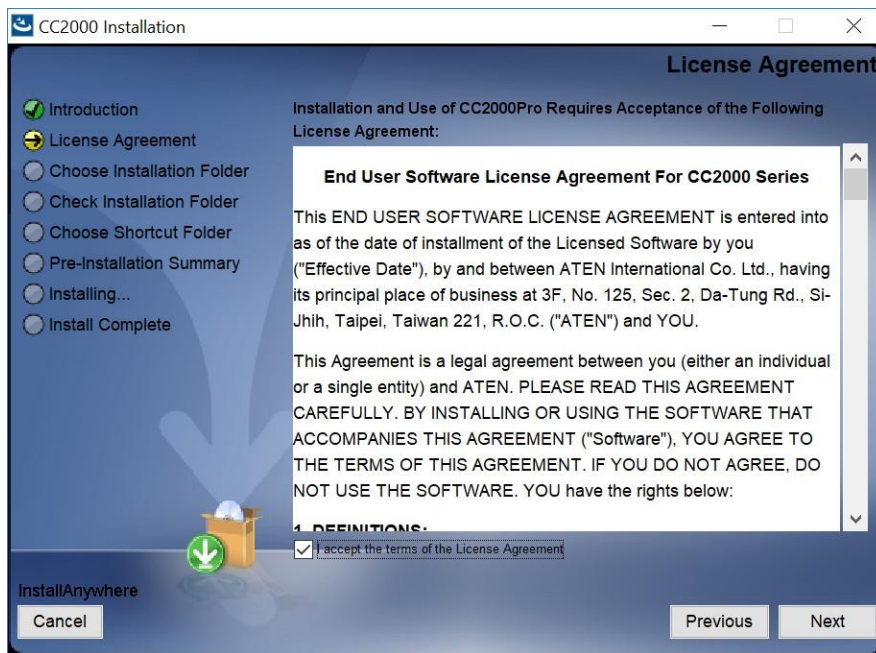 CC2000 Installation
License Agreement
Introduction
License Agreement
Choose Installation Folder
Check Installation Folder
Choose Shortcut Folder
Pre-Installation Summary
Installing...
Install Complete
Installation and Use of CC2000Pro Requires Acceptance of the Following
License Agreement:
End User Software License Agreement For CC2000 Series
This END USER SOFTWARE LICENSE AGREEMENT is entered into
as of the date of installment of the Licensed Software by you
("Effective Date"), by and between ATEN International Co. Ltd., having
its principal place of business at 3F, No. 125, Sec. 2, Da-Tung Rd., Si-
Jhih, Taipei, Taiwan 221, R.O.C. ("ATEN") and YOU.
This Agreement is a legal agreement between you (either an individual
or a single entity) and ATEN. PLEASE READ THIS AGREEMENT
CAREFULLY. BY INSTALLING OR USING THE SOFTWARE THAT
ACCOMPANIES THIS AGREEMENT ("Software"), YOU AGREE TO
THE TERMS OF THIS AGREEMENT. IF YOU DO NOT AGREE, DO
NOT USE THE SOFTWARE. YOU have the rights below:
1. DEFINITIONS:
I accept the terms of the License Agreement
InstallAnywhere
Cancel
Previous
Next